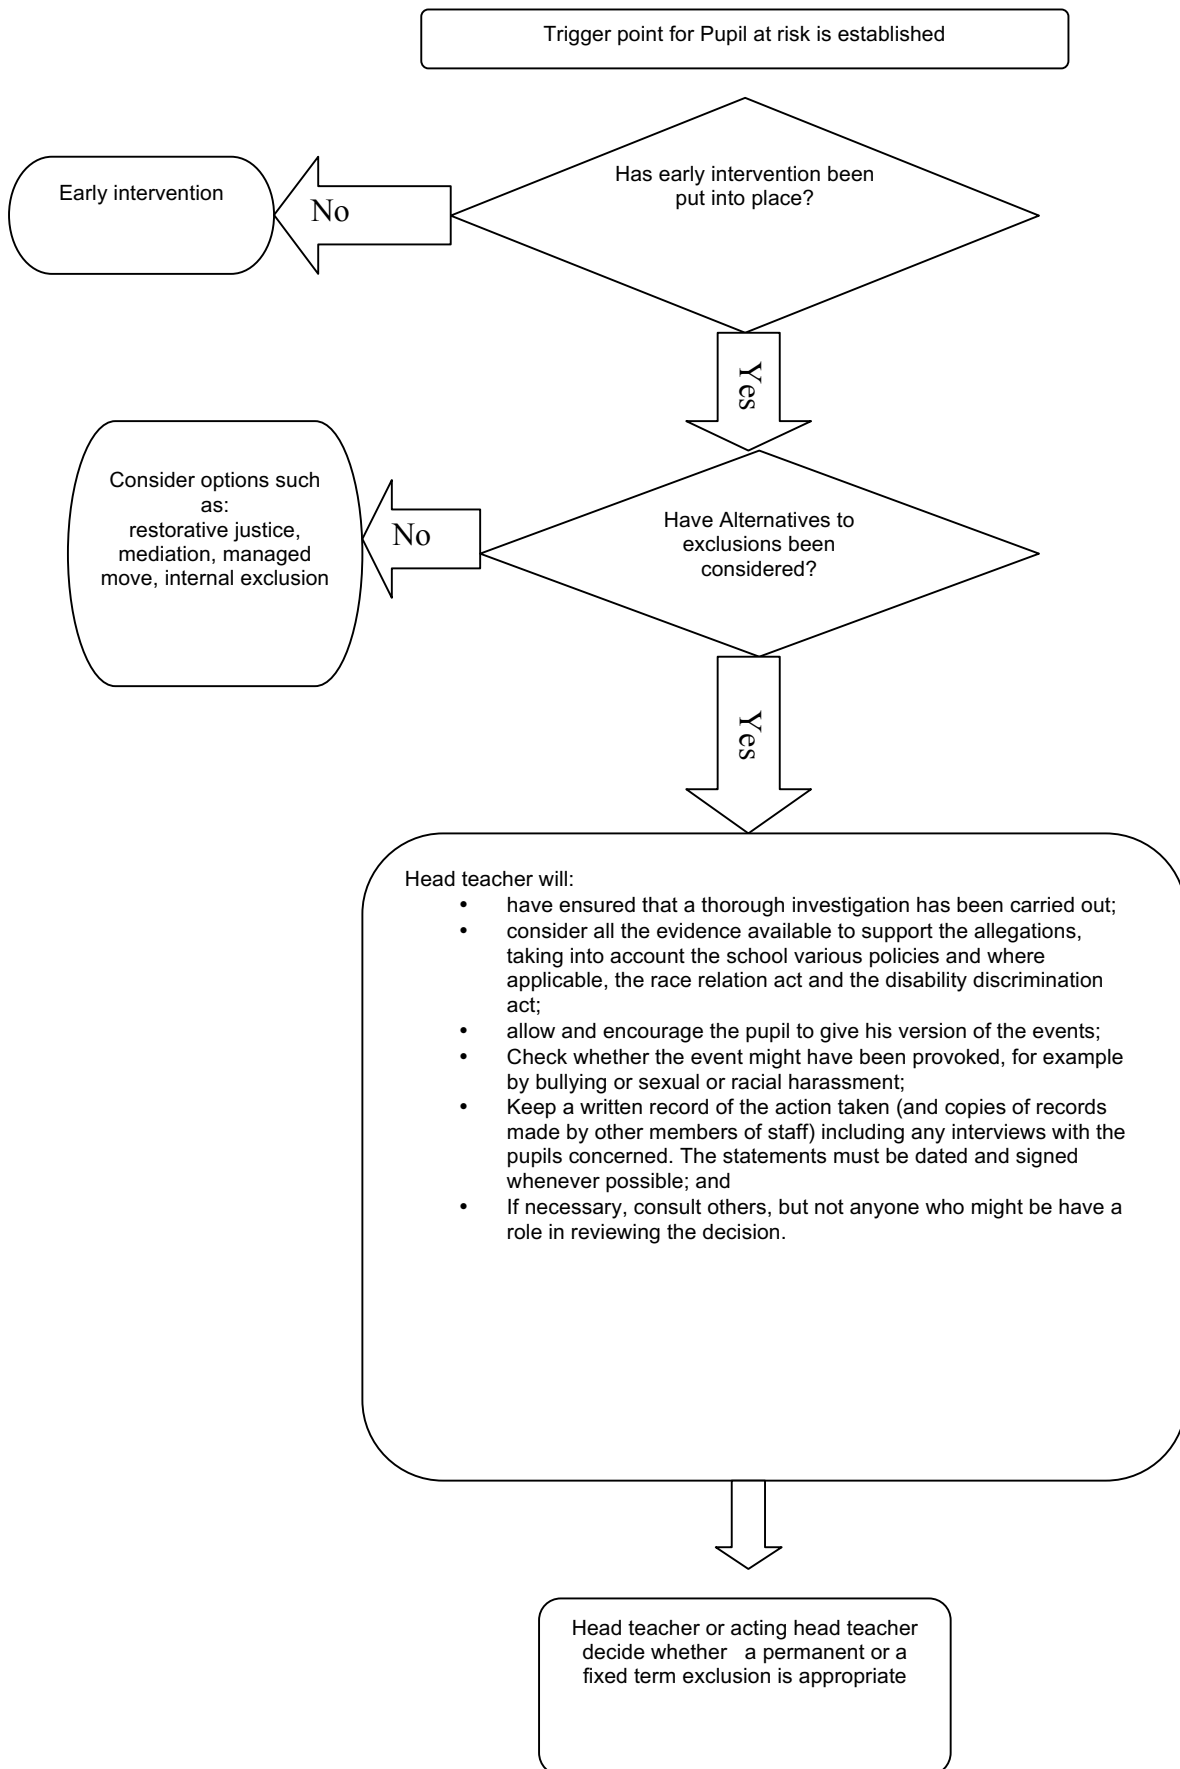 Trigger point for Pupil at risk is established
Has early intervention been
put into place?
Early intervention
No
Yes
Consider options such
as:
restorative justice,
mediation, managed
move, internal exclusion
No
Have Alternatives to
exclusions been
considered?
Yes
Head teacher will:
• have ensured that a thorough investigation has been carried out;
• consider all the evidence available to support the allegations,
taking into account the school various policies and where
applicable, the race relation act and the disability discrimination
act;
• allow and encourage the pupil to give his version of the events;
• Check whether the event might have been provoked, for example
by bullying or sexual or racial harassment;
• Keep a written record of the action taken (and copies of records
made by other members of staff) including any interviews with the
pupils concerned. The statements must be dated and signed
whenever possible; and
• If necessary, consult others, but not anyone who might be have a
role in reviewing the decision.
Head teacher or acting head teacher
decide whether a permanent or a
fixed term exclusion is appropriate